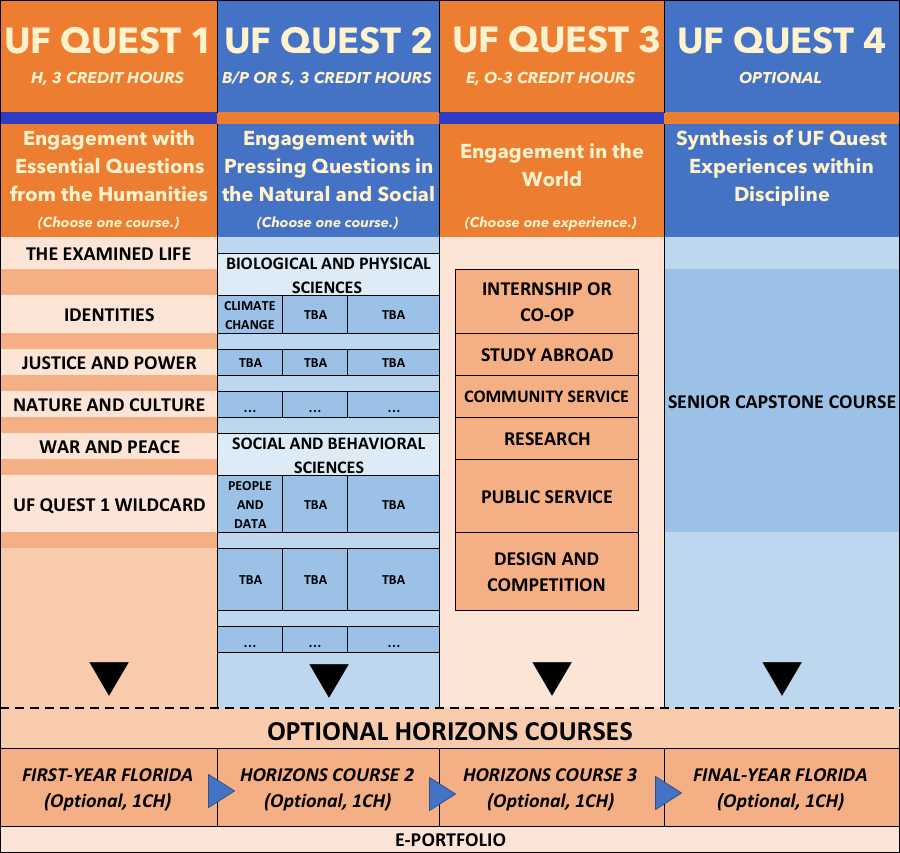 UF QUEST 1
H, 3 CREDIT HOURS
Engagement with
Essential Questions
from the Humanities
(Choose one course.)
THE EXAMINED LIFE
IDENTITIES
JUSTICE AND POWER
NATURE AND CULTURE
WAR AND PEACE
UF QUEST 1 WILDCARD
UF QUEST 2
B/P OR S, 3 CREDIT HOURS
Engagement with
Pressing Questions in
the Natural and Social
(Choose one course.)
BIOLOGICAL AND PHYSICAL
SCIENCES
CLIMATE
CHANGE
TBA
TBA
TBA
TBA
TBA
...
...
...
SOCIAL AND BEHAVIORAL
SCIENCES
PEOPLE
AND
DATA
TBA
TBA
TBA
TBA
TBA
...
...
...
UF QUEST 3
E, O-3 CREDIT HOURS
Engagement in the
World
(Choose one experience.)
INTERNSHIP OR
CO-OP
STUDY ABROAD
COMMUNITY SERVICE
RESEARCH
PUBLIC SERVICE
DESIGN AND
COMPETITION
UF QUEST 4
OPTIONAL
Synthesis of UF Quest
Experiences within
Discipline
SENIOR CAPSTONE COURSE
OPTIONAL HORIZONS COURSES
FIRST-YEAR FLORIDA
(Optional, 1CH)
HORIZONS COURSE 2
(Optional, 1CH)
HORIZONS COURSE 3
(Optional, 1CH)
FINAL-YEAR FLORIDA
(Optional, 1CH)
E-PORTFOLIO